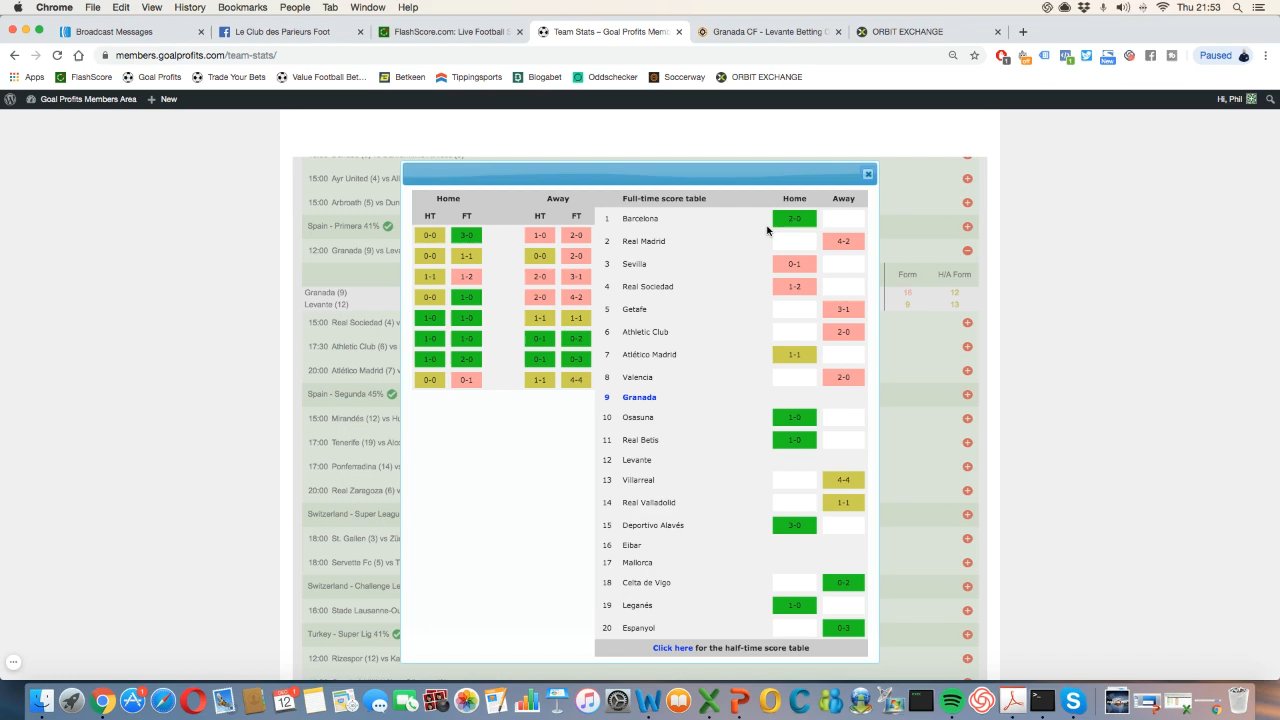 Chrome File Edit View History Bookmarks People Tab Window Help Thu 21:53
Broadcast Messages Le Club des Parieurs Foot FlashScore.com: Live Football S Team Stats – Goal Profits Mem Granada CF - Levante Betting O ORBIT EXCHANGE
members.goalprofits.com/team-stats/ Paused
Apps FlashScore Goal Profits Trade Your Bets Value Football Bet... Betkeen Tippingsports Blogabet Oddschecker Soccerway ORBIT EXCHANGE
Goal Profits Members Area New Hi, Phil
15:00 Ayr United (4) vs All
15:00 Arbroath (5) vs Dun
Spain - Primera 41%
12:00 Granada (9) vs Lev
Form H/A Form
Granada (9) 16 12
Levante (12) 9 13
15:00 Real Sociedad (4) v
17:30 Athletic Club (6) vs
20:00 Atlético Madrid (7) v
Spain - Segunda 45%
15:00 Mirandés (12) vs Hu
17:00 Tenerife (19) vs Alco
17:00 Ponferradina (14) v
20:00 Real Zaragoza (6) v
Switzerland - Super Leagu
18:00 St. Gallen (3) vs Zü
18:00 Servette Fc (5) vs T
Switzerland - Challenge Le
16:00 Stade Lausanne-Ou
Turkey - Super Lig 41%
12:00 Rizespor (12) vs Ka
Home Away
HT FT HT FT
0-0 3-0 1-0 2-0
0-0 1-1 0-0 2-0
1-1 1-2 2-0 3-1
0-0 1-0 2-0 4-2
1-0 1-0 1-1 1-1
1-0 1-0 0-1 0-2
1-0 2-0 0-1 0-3
0-0 0-1 1-1 4-4
Full-time score table Home Away
1 Barcelona 2-0
2 Real Madrid 4-2
3 Sevilla 0-1
4 Real Sociedad 1-2
5 Getafe 3-1
6 Athletic Club 2-0
7 Atlético Madrid 1-1
8 Valencia 2-0
9 Granada
10 Osasuna 1-0
11 Real Betis 1-0
12 Levante
13 Villarreal 4-4
14 Real Valladolid 1-1
15 Deportivo Alavés 3-0
16 Eibar
17 Mallorca
18 Celta de Vigo 0-2
19 Leganés 1-0
20 Espanyol 0-3
Click here for the half-time score table